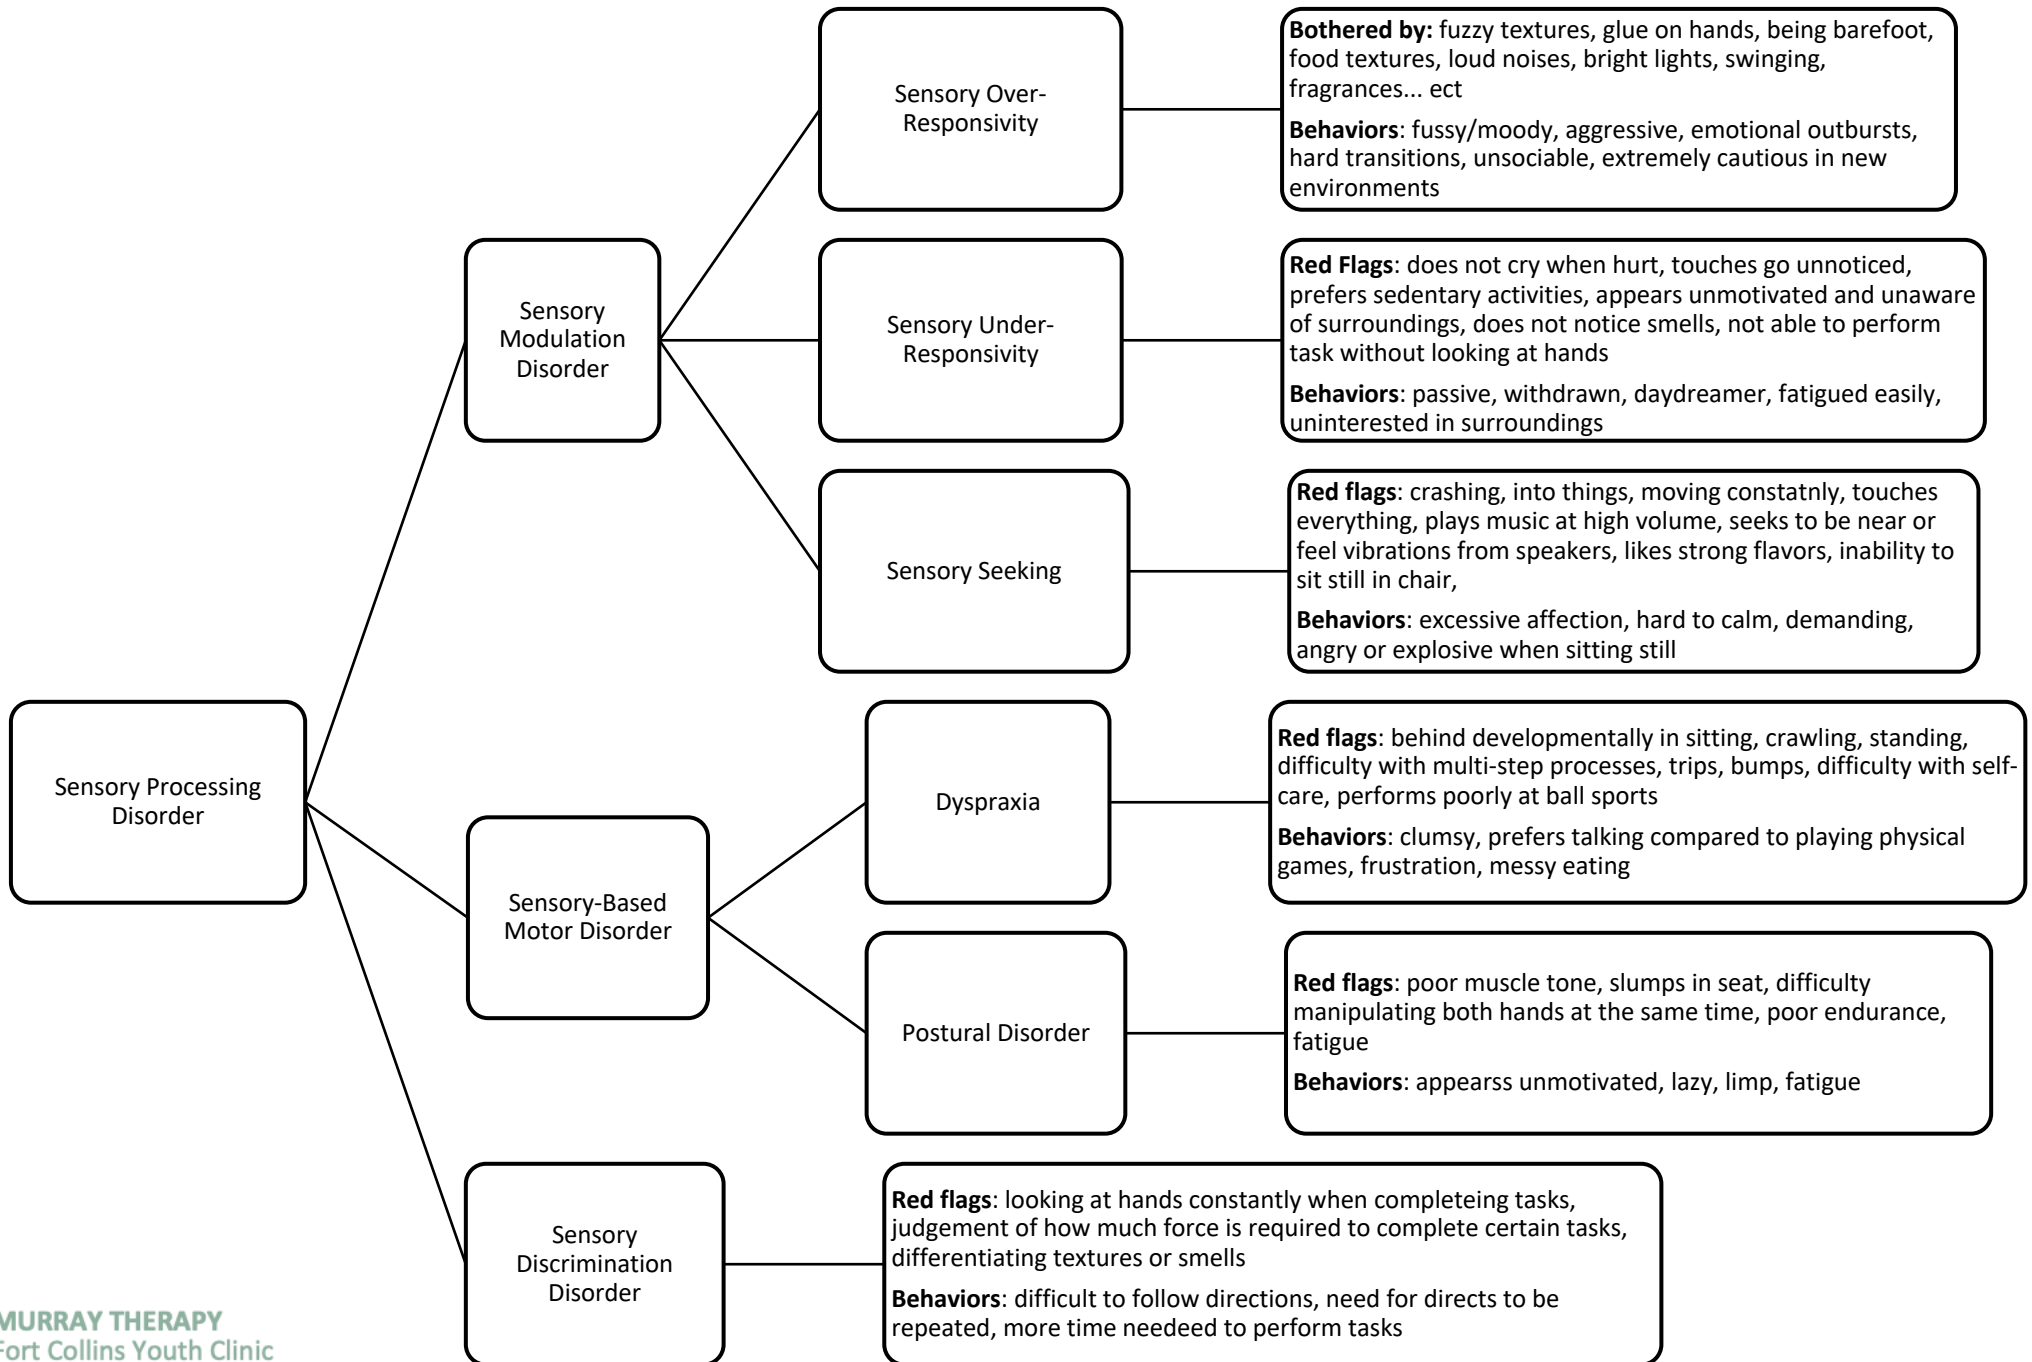 Sensory Processing
Disorder
Sensory
Modulation
Disorder
Sensory Over-
Responsivity
Bothered by: fuzzy textures, glue on hands, being barefoot,
food textures, loud noises, bright lights, swinging,
fragrances... ect
Behaviors: fussy/moody, aggressive, emotional outbursts,
hard transitions, unsociable, extremely cautious in new
environments
Sensory Under-
Responsivity
Red Flags: does not cry when hurt, touches go unnoticed,
prefers sedentary activities, appears unmotivated and unaware
of surroundings, does not notice smells, not able to perform
task without looking at hands
Behaviors: passive, withdrawn, daydreamer, fatigued easily,
uninterested in surroundings
Sensory Seeking
Red flags: crashing, into things, moving constatnly, touches
everything, plays music at high volume, seeks to be near or
feel vibrations from speakers, likes strong flavors, inability to
sit still in chair,
Behaviors: excessive affection, hard to calm, demanding,
angry or explosive when sitting still
Sensory-Based
Motor Disorder
Dyspraxia
Red flags: behind developmentally in sitting, crawling, standing,
difficulty with multi-step processes, trips, bumps, difficulty with self-
care, performs poorly at ball sports
Behaviors: clumsy, prefers talking compared to playing physical
games, frustration, messy eating
Postural Disorder
Red flags: poor muscle tone, slumps in seat, difficulty
manipulating both hands at the same time, poor endurance,
fatigue
Behaviors: appearss unmotivated, lazy, limp, fatigue
Sensory
Discrimination
Disorder
Red flags: looking at hands constantly when completeing tasks,
judgement of how much force is required to complete certain tasks,
differentiating textures or smells
Behaviors: difficult to follow directions, need for directs to be
repeated, more time needeed to perform tasks
MURRAY THERAPY
Fort Collins Youth Clinic